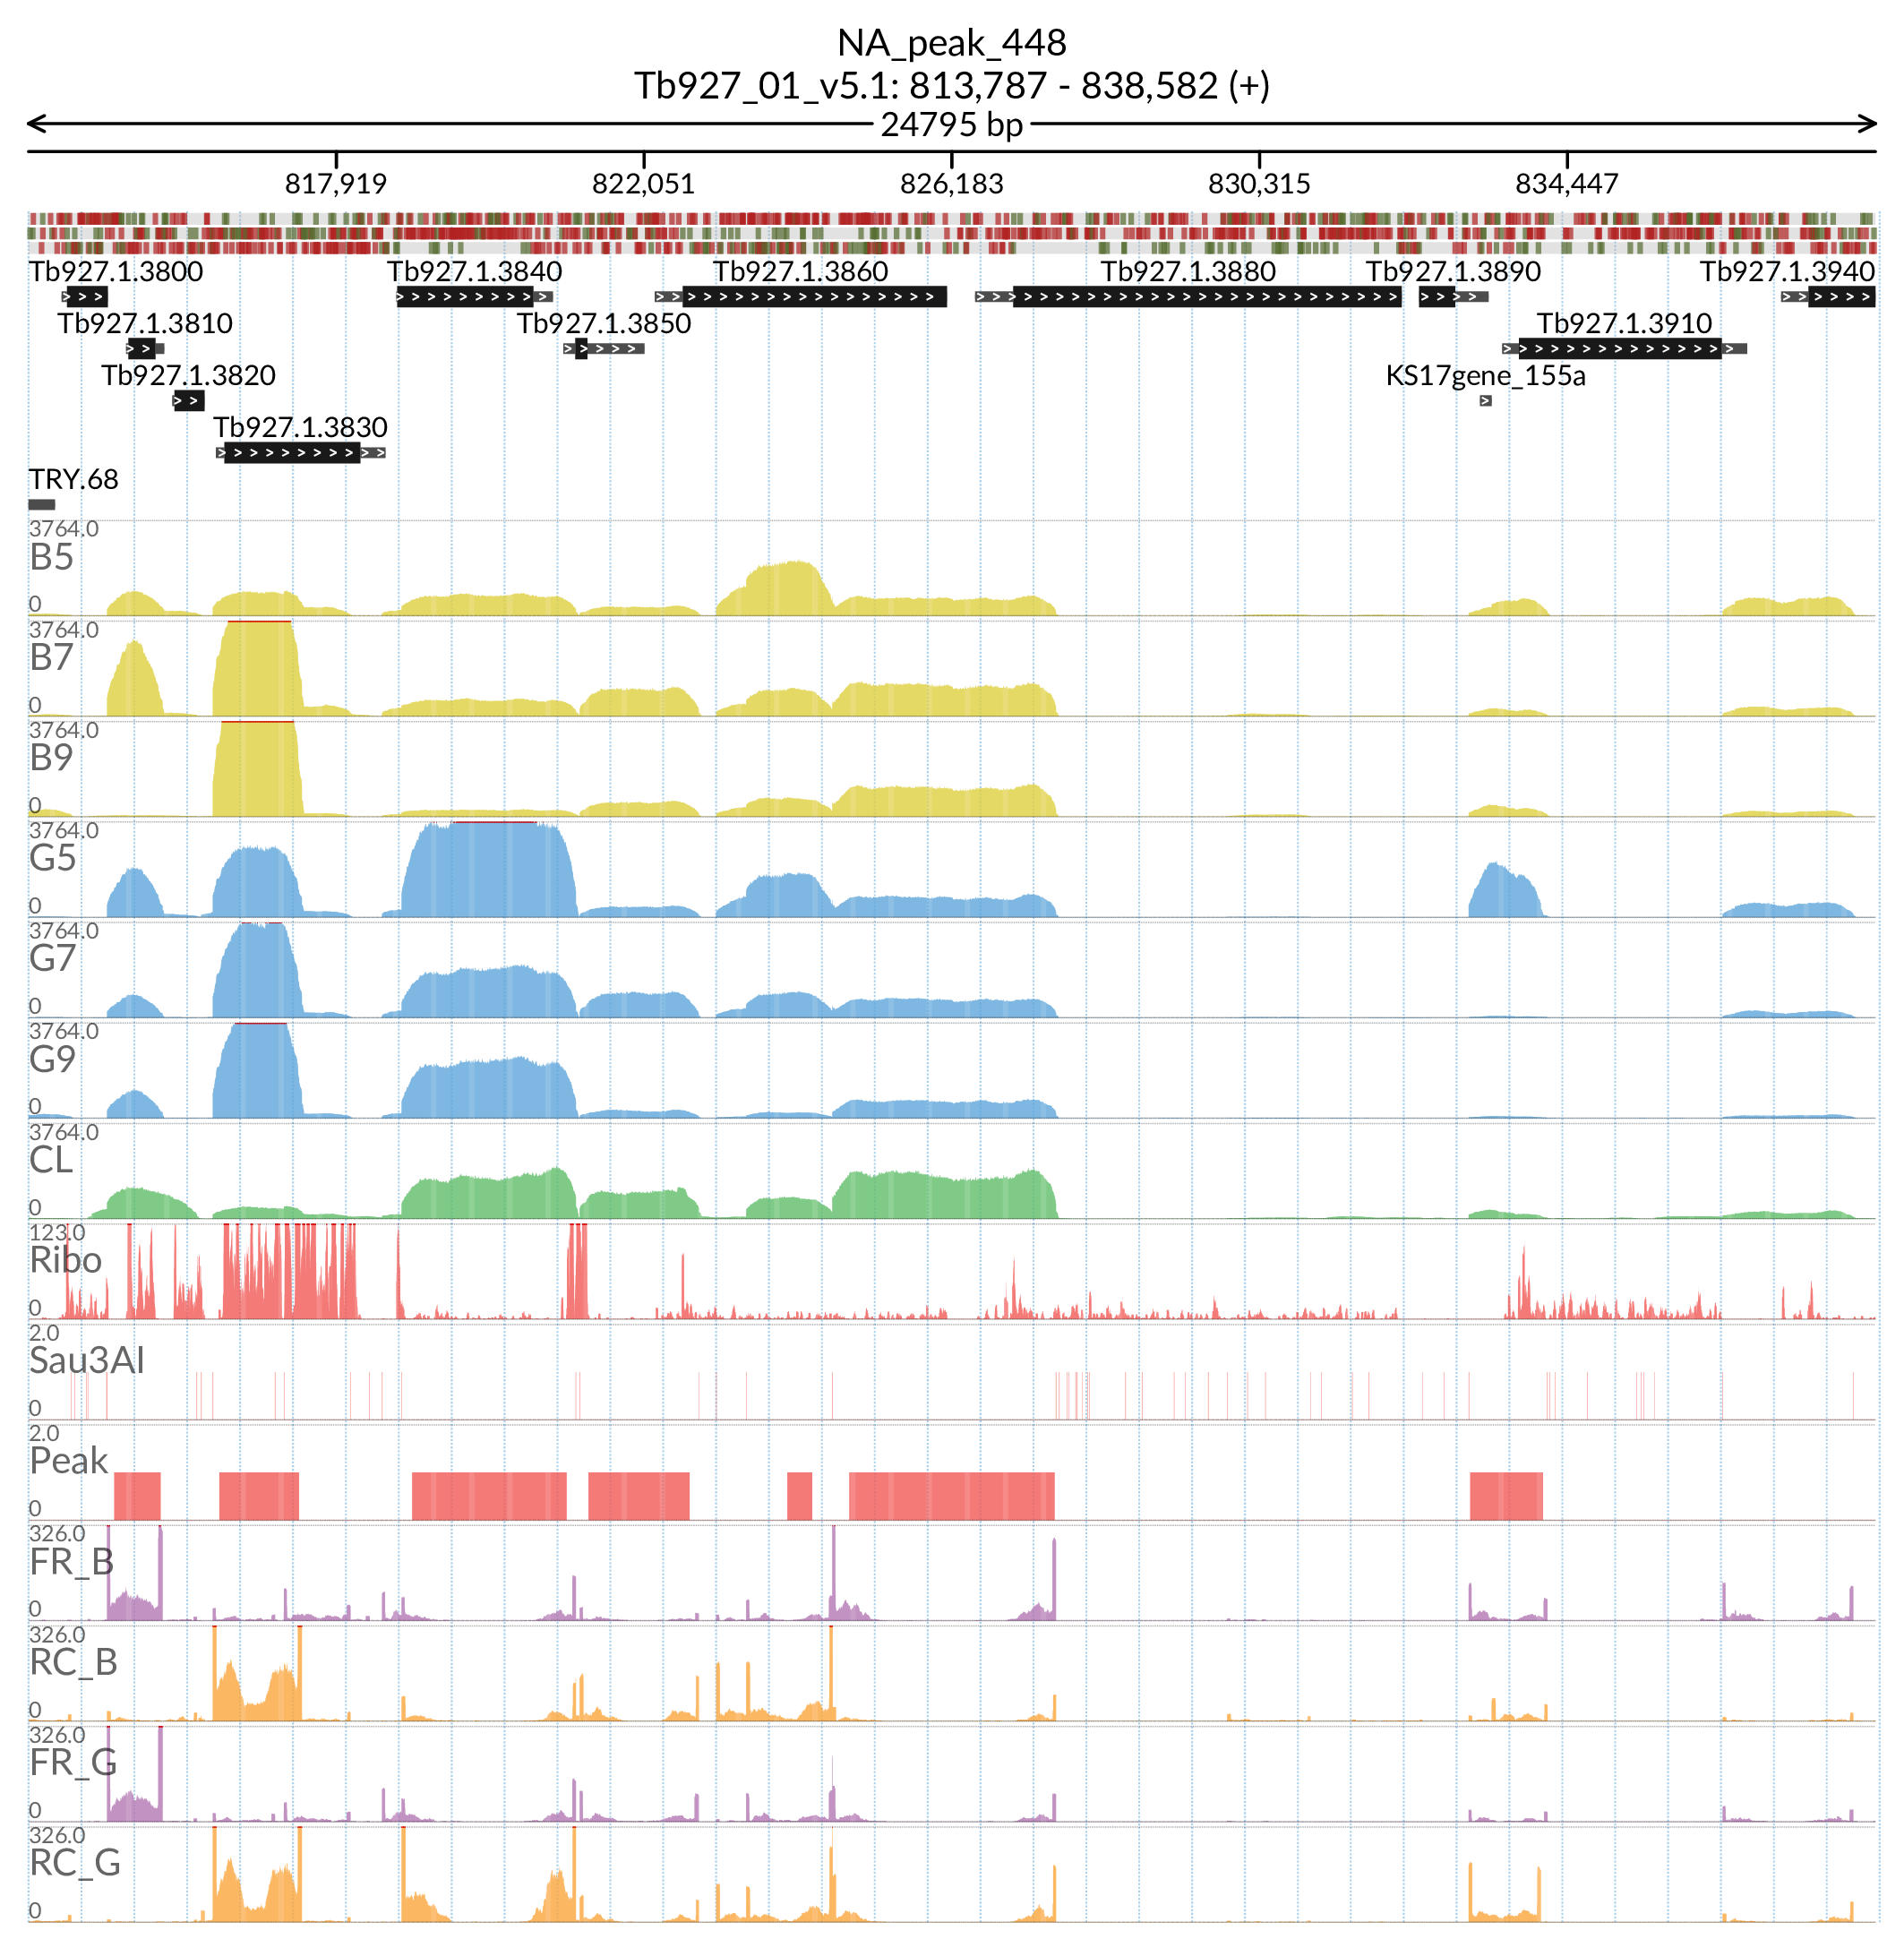 NA_peak_448
Tb927_01_v5.1: 813,787 - 838,582 (+)
24795 bp
817,919 822,051 826,183 830,315 834,447
Tb927.1.3800 Tb927.1.3840 Tb927.1.3860 Tb927.1.3880 Tb927.1.3890 Tb927.1.3940
Tb927.1.3810 Tb927.1.3850 Tb927.1.3910
Tb927.1.3820 KS17gene_155a
Tb927.1.3830
TRY.68
3764.0
B5
0
3764.0
B7
0
3764.0
B9
0
3764.0
G5
0
3764.0
G7
0
3764.0
G9
0
3764.0
CL
0
123.0
Ribo
0
2.0
Sau3AI
0
2.0
Peak
0
326.0
FR_B
0
326.0
RC_B
0
326.0
FR_G
0
326.0
RC_G
0